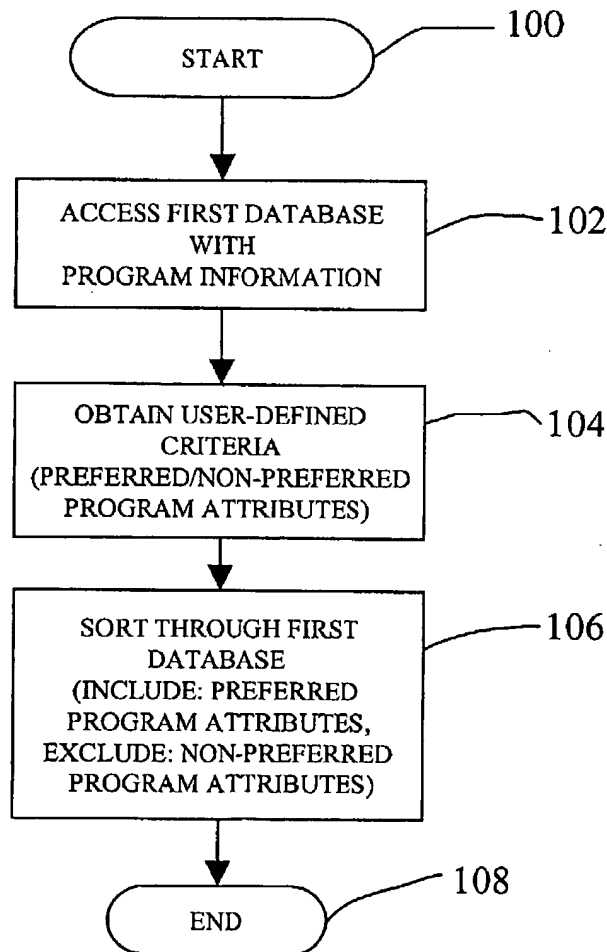 START
100
ACCESS FIRST DATABASE
WITH
PROGRAM INFORMATION
102
OBTAIN USER-DEFINED
CRITERIA
(PREFERRED/NON-PREFERRED
PROGRAM ATTRIBUTES)
104
SORT THROUGH FIRST
DATABASE
(INCLUDE: PREFERRED
PROGRAM ATTRIBUTES,
EXCLUDE: NON-PREFERRED
PROGRAM ATTRIBUTES)
106
END
108